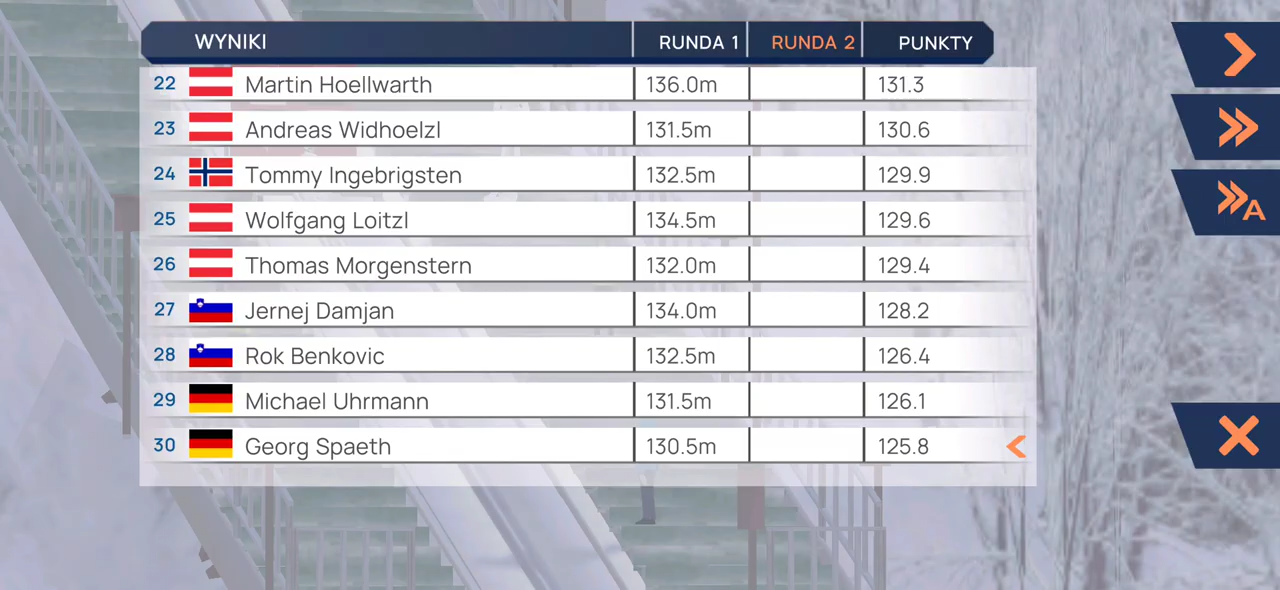 WYNIKI RUNDA 1 RUNDA 2 PUNKTY
22 Martin Hoellwarth 136.0m 131.3
23 Andreas Widhoelzl 131.5m 130.6
24 Tommy Ingebrigsten 132.5m 129.9
25 Wolfgang Loitzl 134.5m 129.6
26 Thomas Morgenstern 132.0m 129.4
27 Jernej Damjan 134.0m 128.2
28 Rok Benkovic 132.5m 126.4
29 Michael Uhrmann 131.5m 126.1
30 Georg Spaeth 130.5m 125.8
A